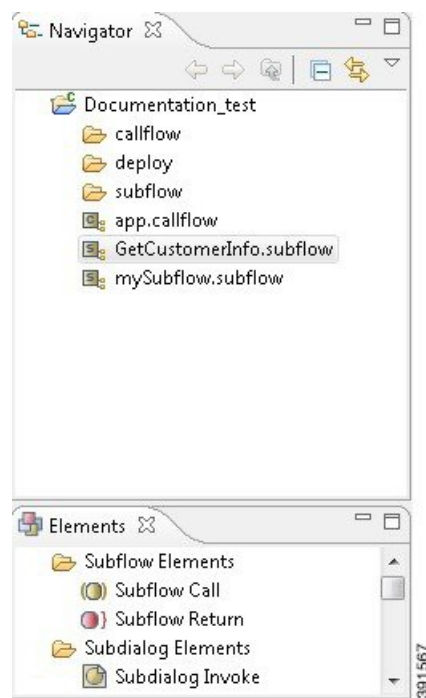 Navigator
Documentation_test
callflow
deploy
subflow
app.callflow
GetCustomerInfo.subflow
mySubflow.subflow
Elements
Subflow Elements
Subflow Call
Subflow Return
Subdialog Elements
Subdialog Invoke
391567